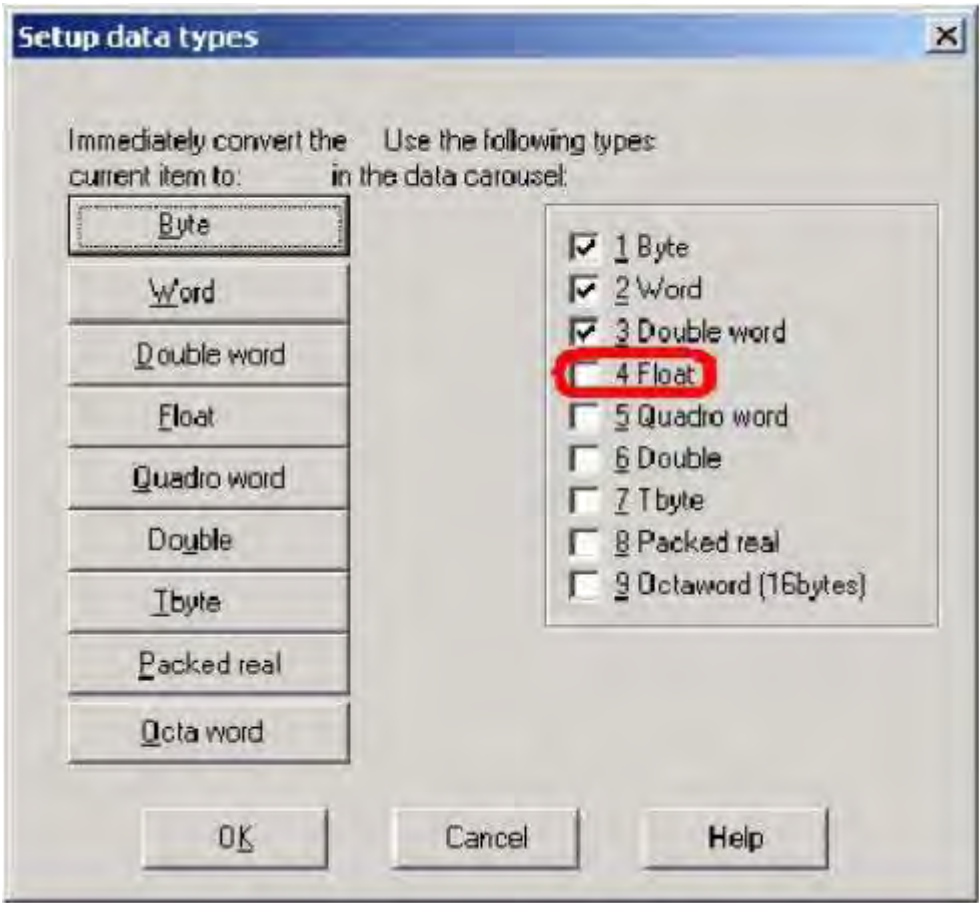 Setup data types
Immediately convert the
current item to:
Use the following types
in the data carousel:
Byte
Word
Double word
Float
Quadro word
Double
Tbyte
Packed real
Octa word
1 Byte
2 Word
3 Double word
4 Float
5 Quadro word
6 Double
7 Tbyte
8 Packed real
9 Octaword (16bytes)
OK
Cancel
Help